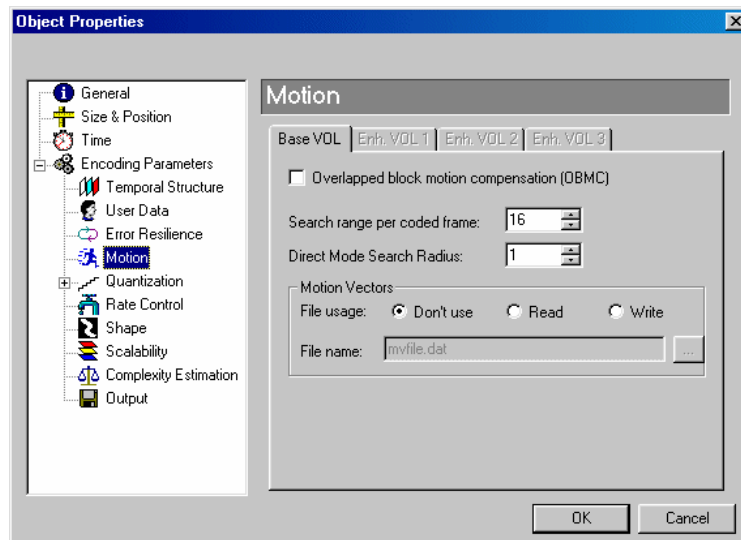 Object Properties
General
Size & Position
Time
Encoding Parameters
Temporal Structure
User Data
Error Resilience
Motion
Quantization
Rate Control
Shape
Scalability
Complexity Estimation
Output
Motion
Base VOL Enh. VOL 1 Enh. VOL 2 Enh. VOL 3
Overlapped block motion compensation (OBMC)
Search range per coded frame: 16
Direct Mode Search Radius: 1
Motion Vectors
File usage: Don't use Read Write
File name: mvfile.dat ...
OK Cancel